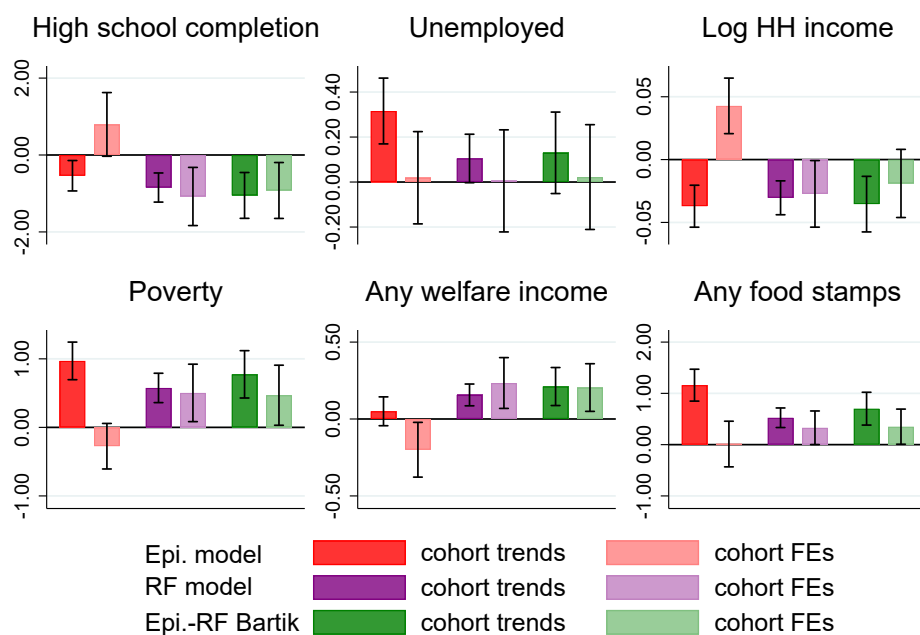 High school completion
2.00
0.00
-2.00
Unemployed
0.40
0.20
0.00
-0.20
Log HH income
0.05
0.00
-0.05
Poverty
1.00
0.00
-1.00
Any welfare income
0.50
0.00
-0.50
Any food stamps
2.00
1.00
0.00
-1.00
Epi. model cohort trends cohort FEs
RF model cohort trends cohort FEs
Epi.-RF Bartik cohort trends cohort FEs